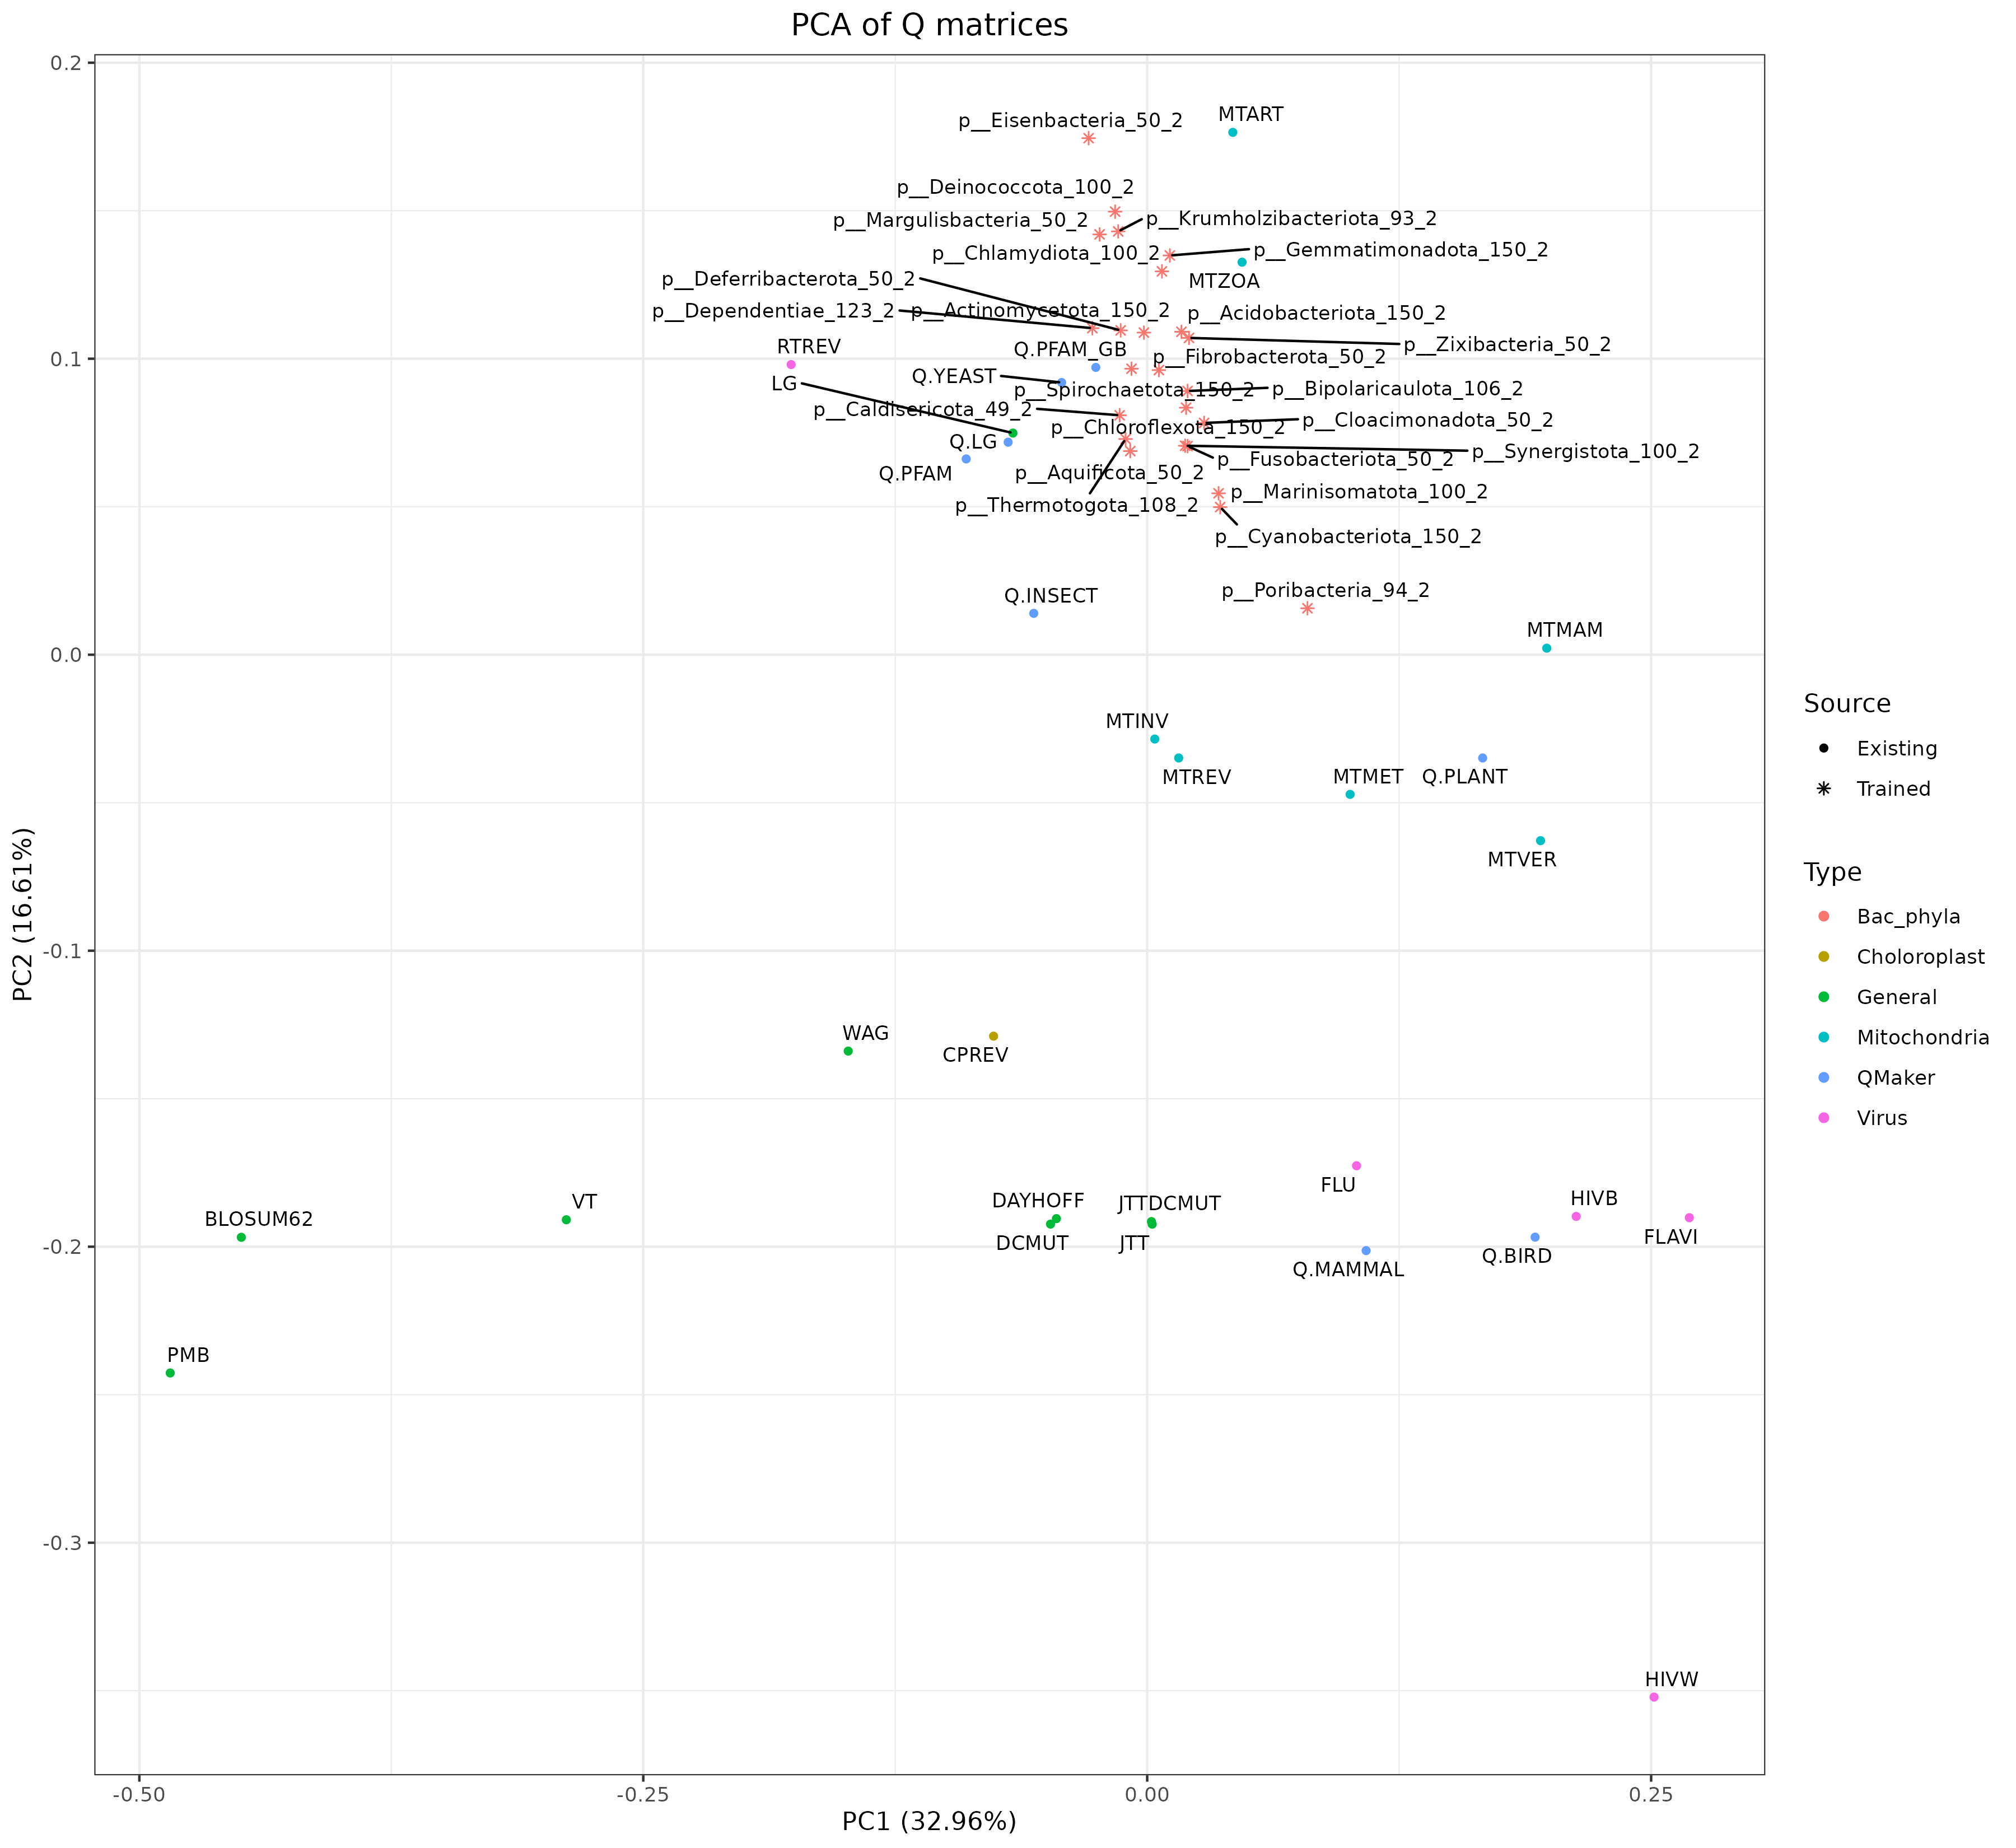 PCA of Q matrices
0.2
MTART
p__Eisenbacteria_50_2
p__Deinococcota_100_2
p__Margulisbacteria_50_2
p__Krumholzibacteriota_93_2
p__Chlamydiota_100_2
p__Gemmatimonadota_150_2
MTZOA
p__Deferribacterota_50_2
p__Dependentiae_123_2
p__Actinomycetota_150_2
p__Acidobacteriota_150_2
p__Zixibacteria_50_2
RTREV
Q.PFAM_GB
p__Fibrobacterota_50_2
0.1
LG
Q.YEAST
p__Spirochaetota_150_2
p__Bipolaricaulota_106_2
p__Caldisericota_49_2
p__Cloacimonadota_50_2
p__Chloroflexota_150_2
Q.LG
p__Synergistota_100_2
p__Fusobacteriota_50_2
Q.PFAM
p__Aquificota_50_2
p__Marinisomatota_100_2
p__Thermotogota_108_2
p__Cyanobacteriota_150_2
Q.INSECT
p__Poribacteria_94_2
MTMAM
0.0
MTINV
MTREV
MTMET
Q.PLANT
MTVER
-0.1
WAG
CPREV
FLU
BLOSUM62
VT
DAYHOFF
JTTDCMUT
HIVB
-0.2
DCMUT
JTT
FLAVI
Q.BIRD
Q.MAMMAL
PMB
-0.3
HIVW
-0.50
-0.25
0.00
0.25
PC1 (32.96%)
PC2 (16.61%)
Source
Existing
Trained
Type
Bac_phyla
Choloroplast
General
Mitochondria
QMaker
Virus